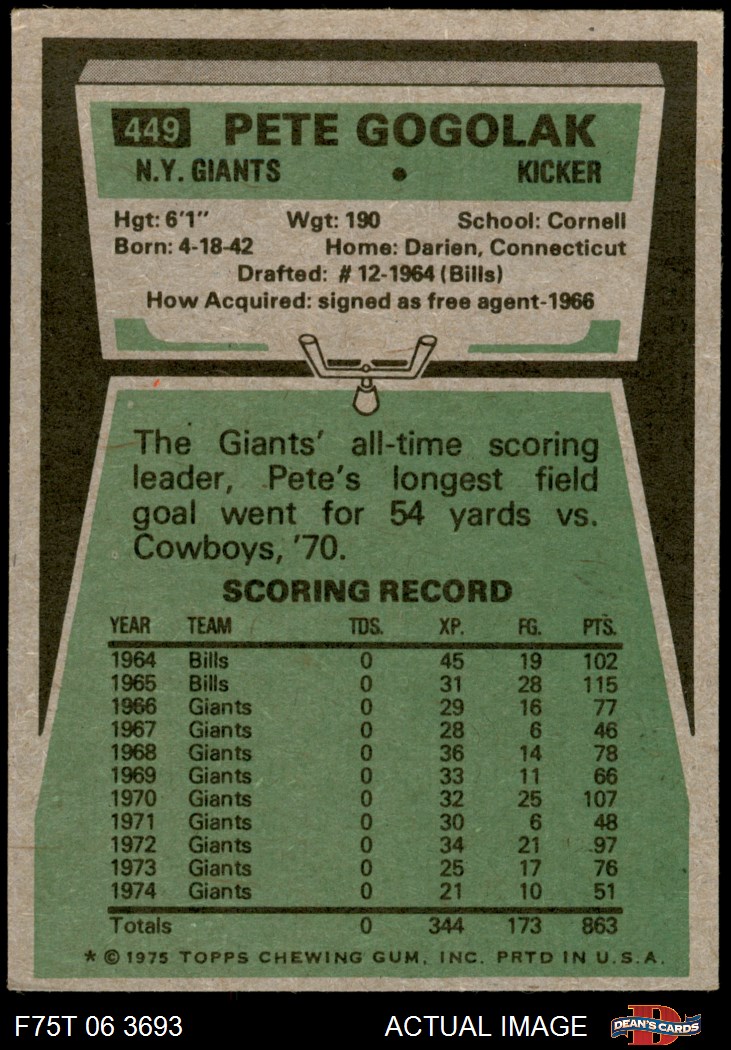 449 PETE GOGOLAK
N.Y. GIANTS • KICKER
Hgt: 6'1" Wgt: 190 School: Cornell
Born: 4-18-42 Home: Darien, Connecticut
Drafted: # 12-1964 (Bills)
How Acquired: signed as free agent-1966
The Giants' all-time scoring
leader, Pete's longest field
goal went for 54 yards vs.
Cowboys, '70.
SCORING RECORD
YEAR TEAM TDS. XP. FG. PTS.
1964 Bills 0 45 19 102
1965 Bills 0 31 28 115
1966 Giants 0 29 16 77
1967 Giants 0 28 6 46
1968 Giants 0 36 14 78
1969 Giants 0 33 11 66
1970 Giants 0 32 25 107
1971 Giants 0 30 6 48
1972 Giants 0 34 21 97
1973 Giants 0 25 17 76
1974 Giants 0 21 10 51
Totals 0 344 173 863
* © 1975 TOPPS CHEWING GUM, INC. PRTD IN U.S.A.
F75T 06 3693 ACTUAL IMAGE D DEAN'S CARDS